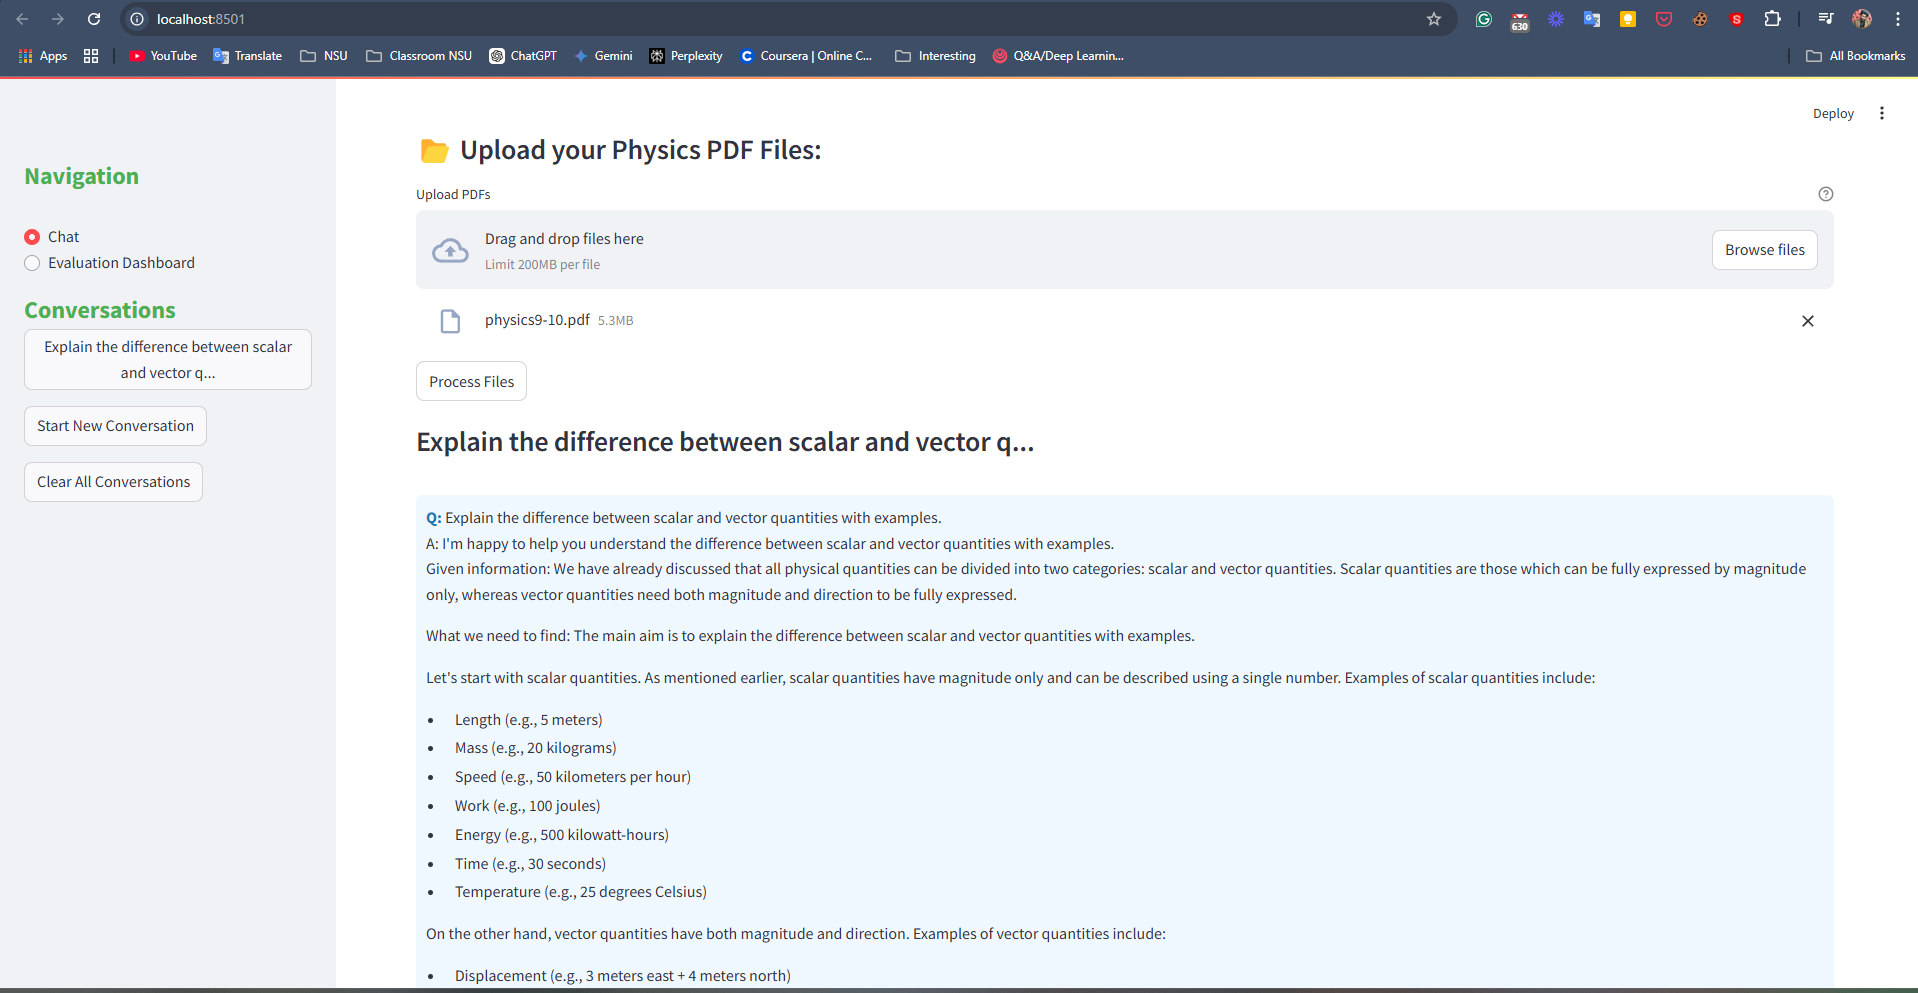 localhost:8501
630
Apps
YouTube
Translate
NSU
Classroom NSU
ChatGPT
Gemini
Perplexity
Coursera | Online C...
Interesting
Q&A/Deep Learnin...
All Bookmarks
Deploy
Navigation
Chat
Evaluation Dashboard
Conversations
Explain the difference between scalar
and vector q...
Start New Conversation
Clear All Conversations
Upload your Physics PDF Files:
Upload PDFs
Drag and drop files here
Limit 200MB per file
Browse files
physics9-10.pdf 5.3MB
Process Files
Explain the difference between scalar and vector q...
Q: Explain the difference between scalar and vector quantities with examples.
A: I'm happy to help you understand the difference between scalar and vector quantities with examples.
Given information: We have already discussed that all physical quantities can be divided into two categories: scalar and vector quantities. Scalar quantities are those which can be fully expressed by magnitude
only, whereas vector quantities need both magnitude and direction to be fully expressed.
What we need to find: The main aim is to explain the difference between scalar and vector quantities with examples.
Let's start with scalar quantities. As mentioned earlier, scalar quantities have magnitude only and can be described using a single number. Examples of scalar quantities include:
• Length (e.g., 5 meters)
• Mass (e.g., 20 kilograms)
• Speed (e.g., 50 kilometers per hour)
• Work (e.g., 100 joules)
• Energy (e.g., 500 kilowatt-hours)
• Time (e.g., 30 seconds)
• Temperature (e.g., 25 degrees Celsius)
On the other hand, vector quantities have both magnitude and direction. Examples of vector quantities include:
• Displacement (e.g., 3 meters east + 4 meters north)